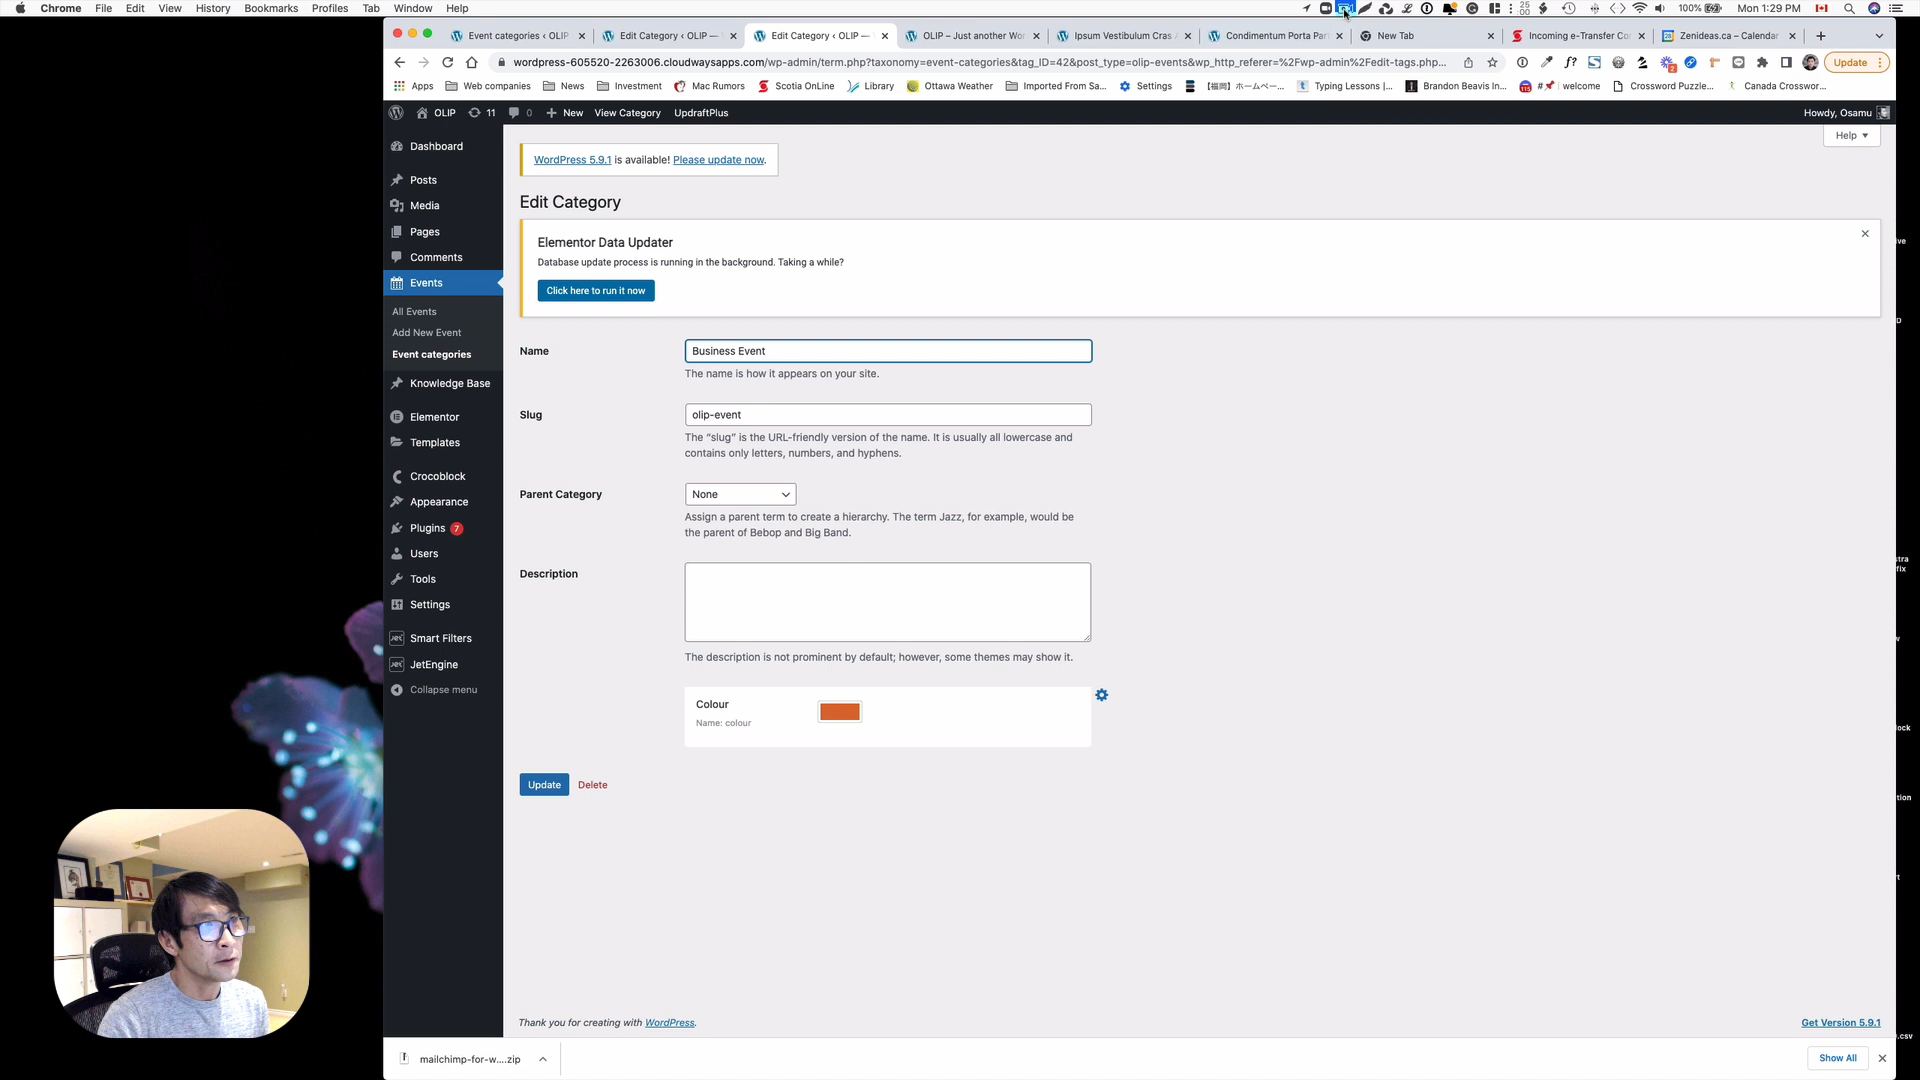 Chrome File Edit View History Bookmarks Profiles Tab Window Help 25 :00 100% Mon 1:29 PM
Event categories ‹ OLIP Edit Category ‹ OLIP — Edit Category ‹ OLIP — OLIP – Just another Wor Ipsum Vestibulum Cras Condimentum Porta Par New Tab Incoming e-Transfer Co Zenideas.ca – Calendar
wordpress-605520-2263006.cloudwaysapps.com/wp-admin/term.php?taxonomy=event-categories&tag_ID=42&post_type=olip-events&wp_http_referer=%2Fwp-admin%2Fedit-tags.php... Update
Apps Web companies News Investment Mac Rumors Scotia OnLine Library Ottawa Weather Imported From Sa... Settings 【福岡】ホームペー... Typing Lessons |... Brandon Beavis In... welcome Crossword Puzzle... Canada Crosswor...
OLIP 11 0 New View Category UpdraftPlus Howdy, Osamu
Help
Dashboard
Posts
Media
Pages
Comments
Events
All Events
Add New Event
Event categories
Knowledge Base
Elementor
Templates
Crocoblock
Appearance
Plugins 7
Users
Tools
Settings
Smart Filters
JetEngine
Collapse menu
WordPress 5.9.1 is available! Please update now.
Edit Category
Elementor Data Updater
Database update process is running in the background. Taking a while?
Click here to run it now
Name
Business Event
The name is how it appears on your site.
Slug
olip-event
The “slug” is the URL-friendly version of the name. It is usually all lowercase and
contains only letters, numbers, and hyphens.
Parent Category
None
Assign a parent term to create a hierarchy. The term Jazz, for example, would be
the parent of Bebop and Big Band.
Description
The description is not prominent by default; however, some themes may show it.
Colour
Name: colour
Update Delete
Thank you for creating with WordPress.
Get Version 5.9.1
mailchimp-for-w....zip
Show All